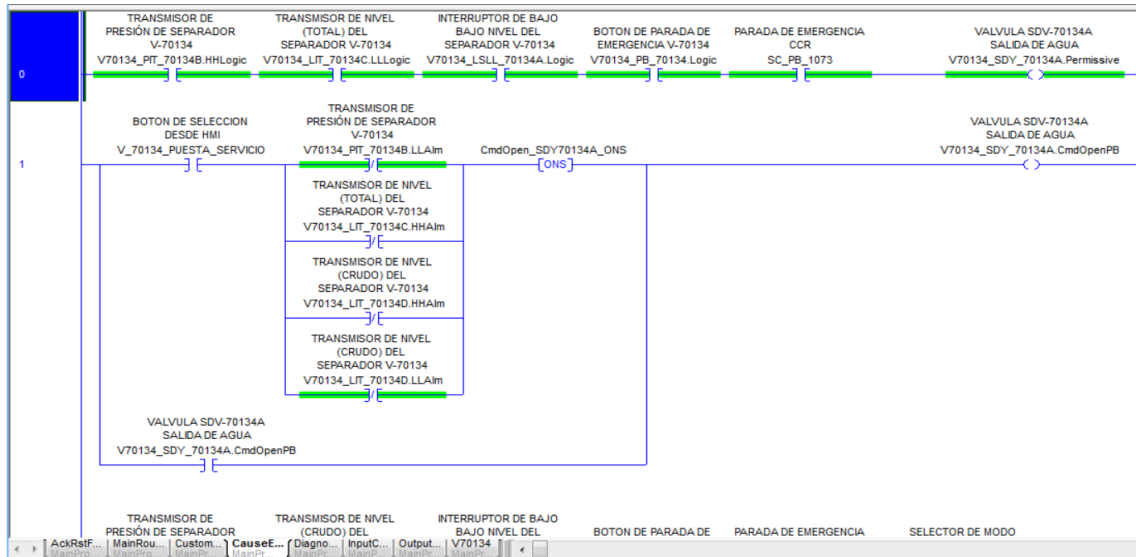 TRANSMISOR DE
PRESIÓN DE SEPARADOR
V-70134
V70134_PIT_70134B.HHLogic
TRANSMISOR DE NIVEL
(TOTAL) DEL
SEPARADOR V-70134
V70134_LIT_70134C.LLLogic
INTERRUPTOR DE BAJO
BAJO NIVEL DEL
SEPARADOR V-70134
V70134_LSLL_70134A.Logic
BOTON DE PARADA DE
EMERGENCIA V-70134
V70134_PB_70134.Logic
PARADA DE EMERGENCIA
CCR
SC_PB_1073
VALVULA SDV-70134A
SALIDA DE AGUA
V70134_SDY_70134A.Permissive
0
BOTON DE SELECCION
DESDE HMI
V_70134_PUESTA_SERVICIO
TRANSMISOR DE
PRESIÓN DE SEPARADOR
V-70134
V70134_PIT_70134B.LLAlm
CmdOpen_SDY70134A_ONS
ONS
VALVULA SDV-70134A
SALIDA DE AGUA
V70134_SDY_70134A.CmdOpenPB
1
TRANSMISOR DE NIVEL
(TOTAL) DEL
SEPARADOR V-70134
V70134_LIT_70134C.HHAlm
TRANSMISOR DE NIVEL
(CRUDO) DEL
SEPARADOR V-70134
V70134_LIT_70134D.HHAlm
TRANSMISOR DE NIVEL
(CRUDO) DEL
SEPARADOR V-70134
V70134_LIT_70134D.LLAlm
VALVULA SDV-70134A
SALIDA DE AGUA
V70134_SDY_70134A.CmdOpenPB
TRANSMISOR DE
PRESIÓN DE SEPARADOR
TRANSMISOR DE NIVEL
(CRUDO) DEL
INTERRUPTOR DE BAJO
BAJO NIVEL DEL
BOTON DE PARADA DE
PARADA DE EMERGENCIA
SELECTOR DE MODO
AckRstF...
MainRou...
Custom...
CauseE...
Diagno...
InputC...
Output...
V70134